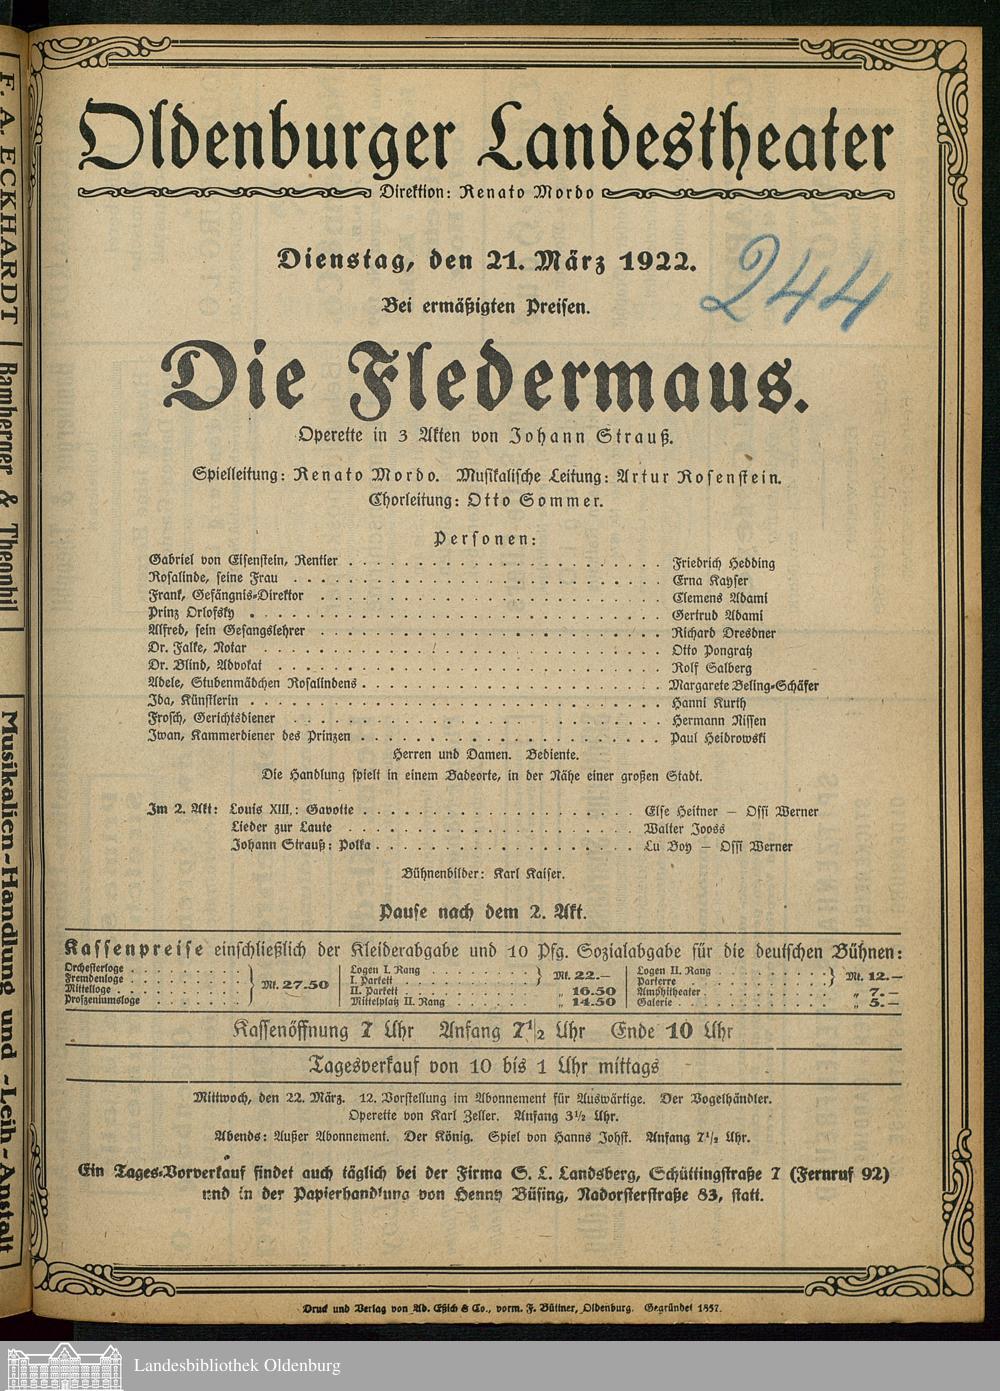 Oldenburger Landestheater
Direktion: Renato Mordo
Dienstag, den 21. März 1922.
244
Bei ermäßigten Preisen.
Die Fledermaus.
Operette in 3 Akten von Johann Strauß.
Spielleitung: Renato Mordo. Musikalische Leitung: Artur Rosenstein.
Chorleitung: Otto Sommer.
Personen:
Gabriel von Eisenstein, Rentier . . . Friedrich Hedding
Rosalinde, seine Frau . . . Erna Kayser
Frank, Gefängnis-Direktor . . . Clemens Adami
Prinz Orlofsky . . . Gertrud Adami
Alfred, sein Gesangslehrer . . . Richard Dresdner
Dr. Falke, Notar . . . Otto Pongratz
Dr. Blind, Advokat . . . Rolf Salberg
Adele, Stubenmädchen Rosalindens . . . Margarete Beling-Schäfer
Ida, Künstlerin . . . Hanni Kurth
Frosch, Gerichtsdiener . . . Hermann Nissen
Iwan, Kammerdiener des Prinzen . . . Paul Heidrowski
Herren und Damen. Bediente.
Die Handlung spielt in einem Badeorte, in der Nähe einer großen Stadt.
Im 2. Akt: Louis XIII.: Gavotte . . . Else Heitner – Ossi Werner
Lieder zur Laute . . . Walter Jooss
Johann Strauß: Polka . . . Lu Boy – Ossi Werner
Bühnenbilder: Karl Kaiser.
Pause nach dem 2. Akt.
Kassenpreise einschließlich der Kleiderabgabe und 10 Pfg. Sozialabgabe für die deutschen Bühnen:
Orchesterloge . . .
Fremdenloge . . .
Mittelloge . . .
Proszeniumsloge . . .
Mk. 27.50
Logen I. Rang . . .
I. Parkett . . .
Mk. 22.—
II. Parkett . . . „ 16.50
Mittelplatz II. Rang . . . „ 14.50
Logen II. Rang . . .
Parterre . . .
Mk. 12.—
Amphitheater . . . „ 7.—
Galerie . . . „ 5.—
Kassenöffnung 7 Uhr Anfang 7 1/2 Uhr Ende 10 Uhr
Tagesverkauf von 10 bis 1 Uhr mittags
Mittwoch, den 22. März. 12. Vorstellung im Abonnement für Auswärtige. Der Vogelhändler.
Operette von Karl Zeller. Anfang 3 1/2 Uhr.
Abends: Außer Abonnement. Der König. Spiel von Hanns Johst. Anfang 7 1/2 Uhr.
Ein Tages-Vorverkauf findet auch täglich bei der Firma S. L. Landsberg, Schüttingstraße 7 (Fernruf 92)
und in der Papierhandlung von Henny Büsing, Nadorsterstraße 83, statt.
Druck und Verlag von Ad. Eßich & Co., vorm. F. Büttner, Oldenburg. Gegründet 1857.
F. A. ECKHARDT
Bamberger & Theophil
Musikalien-Handlung und -Leih-Anstalt
Landesbibliothek Oldenburg